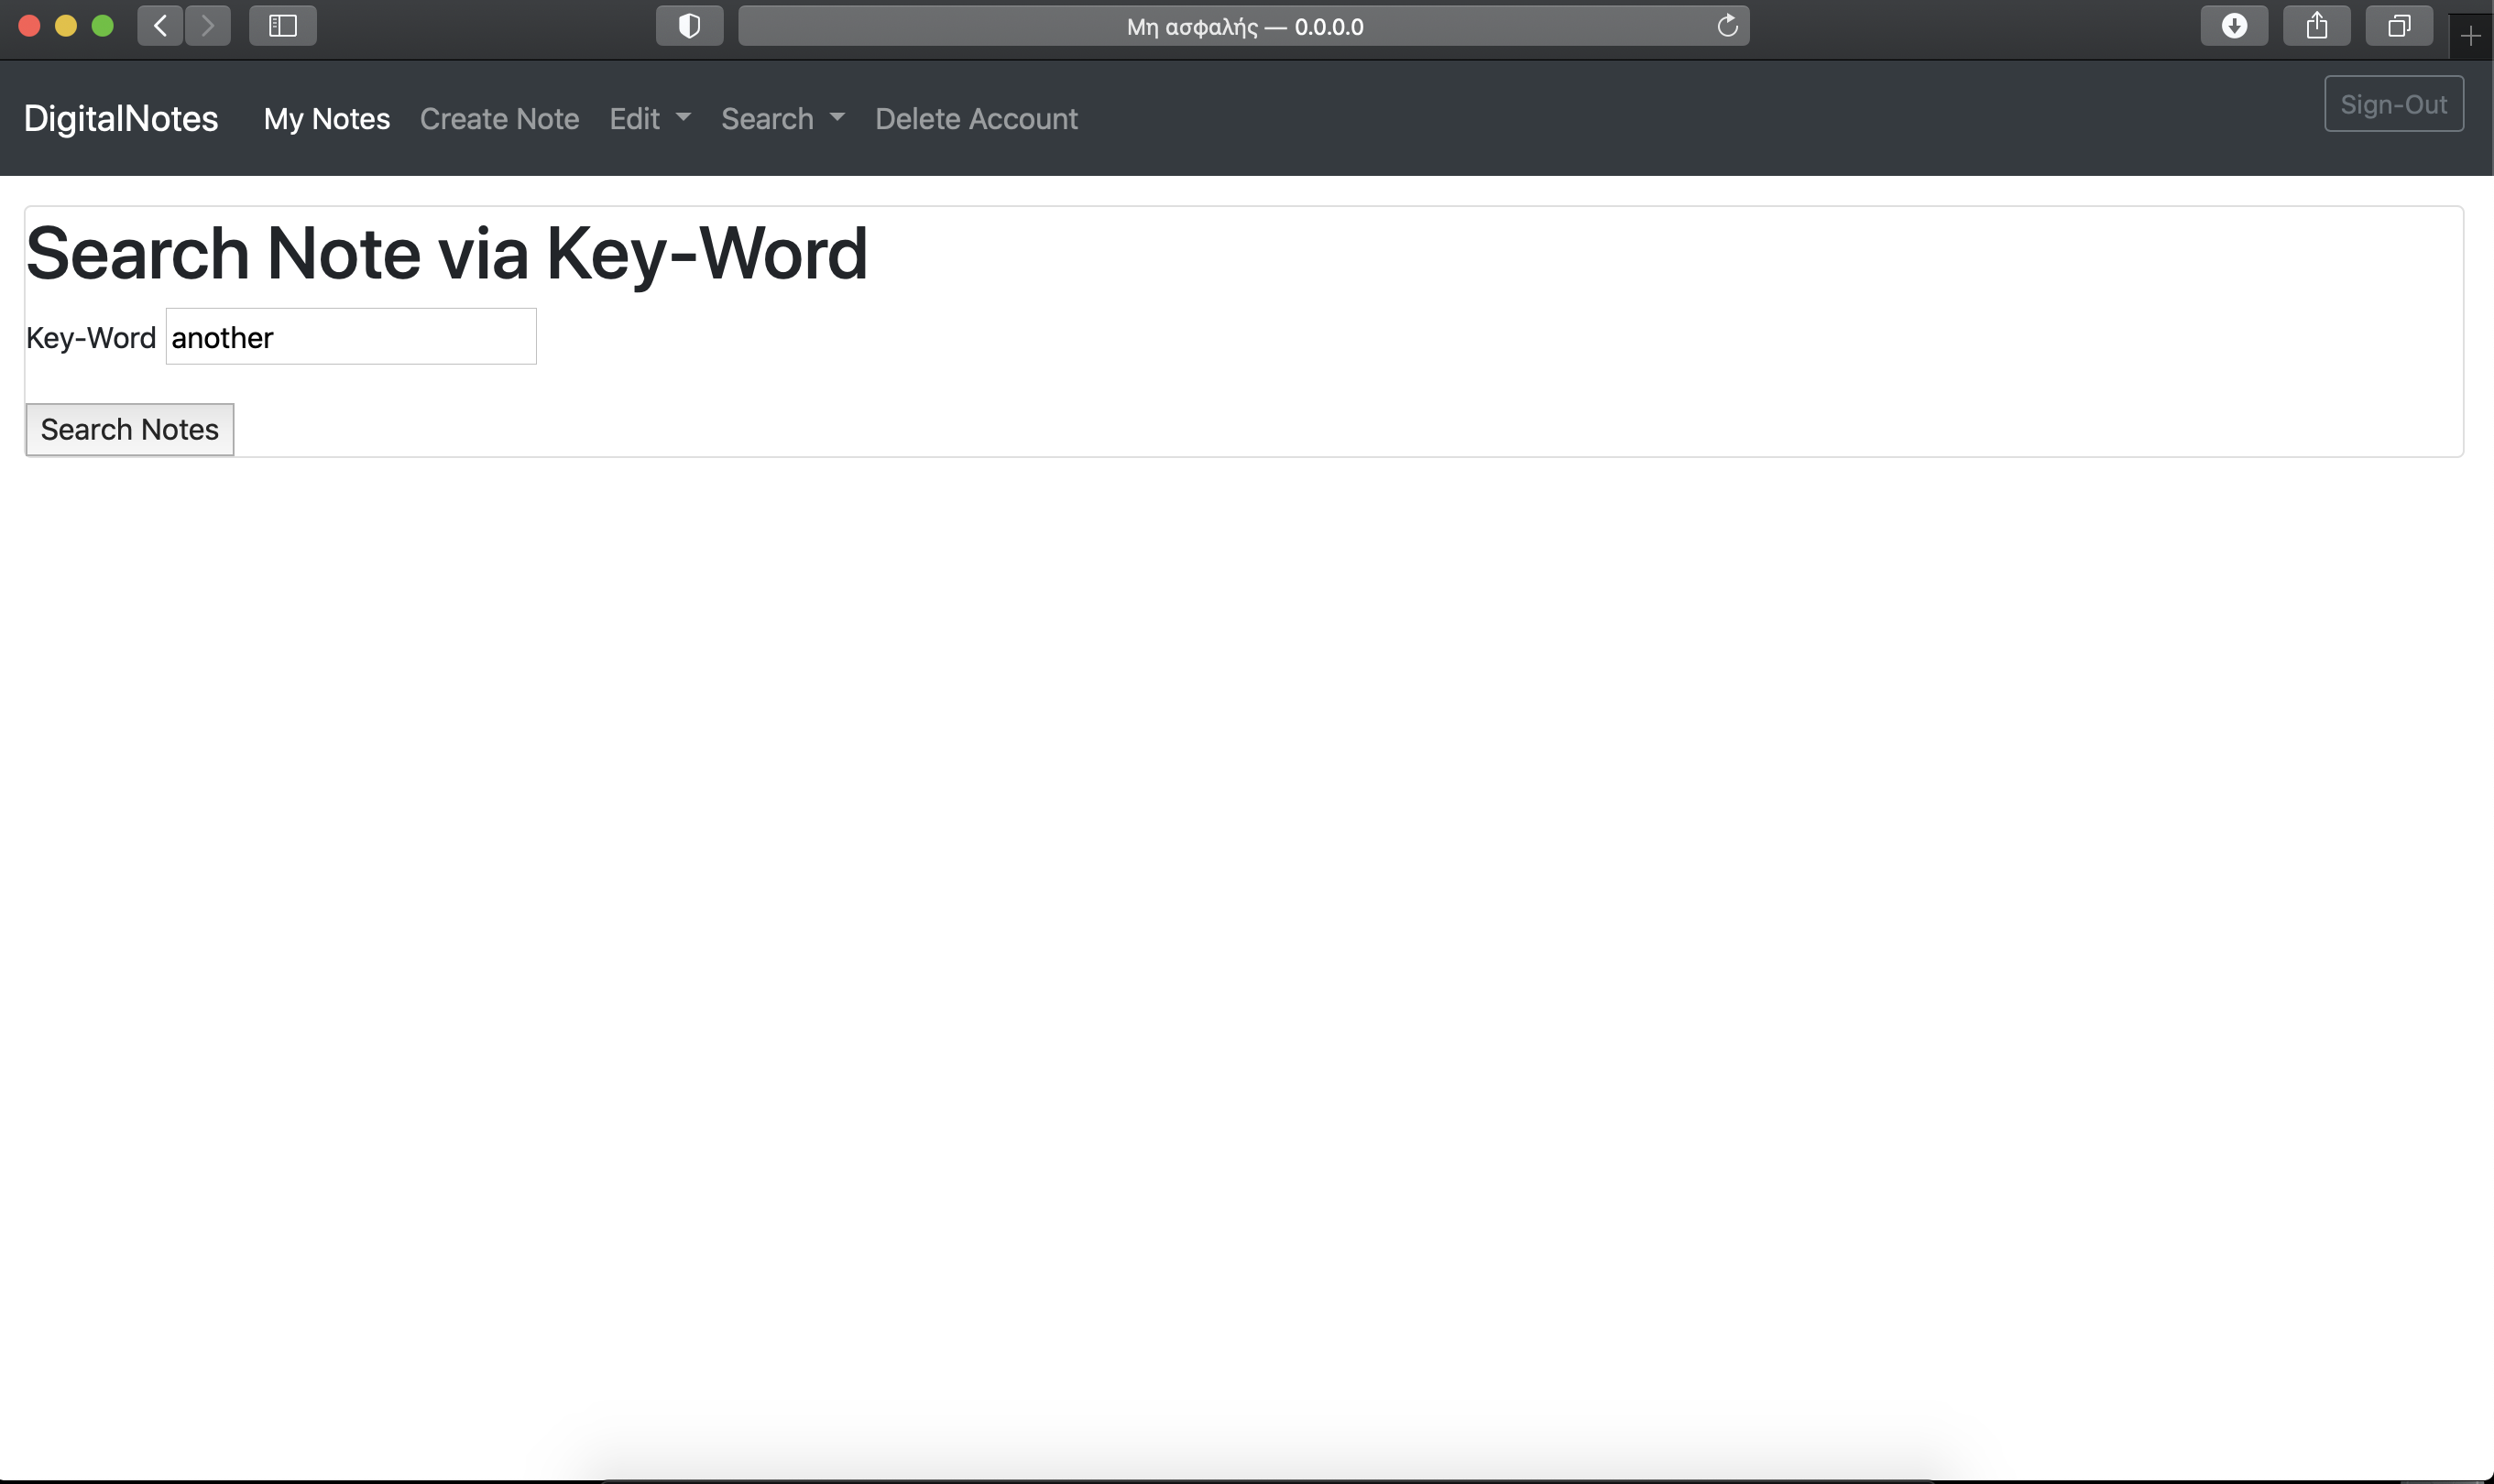 Μη ασφαλής — 0.0.0.0
DigitalNotes My Notes Create Note Edit Search Delete Account Sign-Out
Search Note via Key-Word
Key-Word another
Search Notes